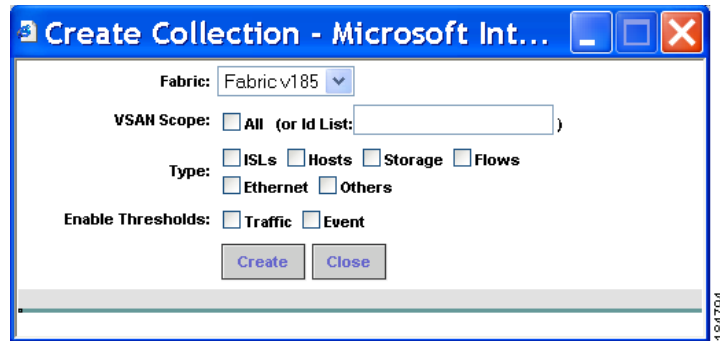 Create Collection - Microsoft Int...
Fabric: Fabric v185
VSAN Scope: All (or Id List: )
Type: ISLs Hosts Storage Flows
Ethernet Others
Enable Thresholds: Traffic Event
Create Close
184794